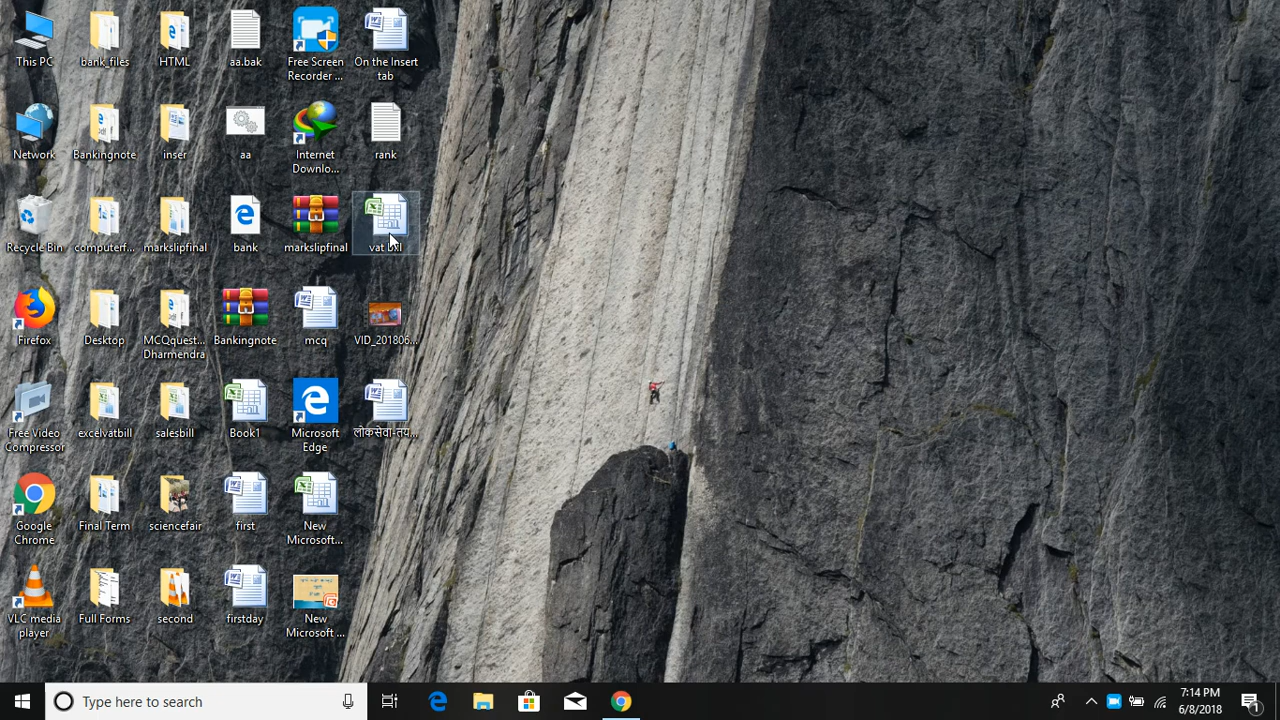 This PC
bank_files
HTML
aa.bak
Free Screen
Recorder ...
On the Insert
tab
Network
Bankingnote
inser
aa
Internet
Downlo...
rank
Recycle Bin
computerf...
markslipfinal
bank
markslipfinal
vat
Firefox
Desktop
MCQquest...
Dharmendra
Bankingnote
mcq
VID_201806...
Free Video
Compressor
excelvatbill
salesbill
Book1
Microsoft
Edge
लोकसेवा-तय...
Google
Chrome
Final Term
sciencefair
first
New
Microsoft...
VLC media
player
Full Forms
second
firstday
New
Microsoft ...
Type here to search
7:14 PM
6/8/2018
1